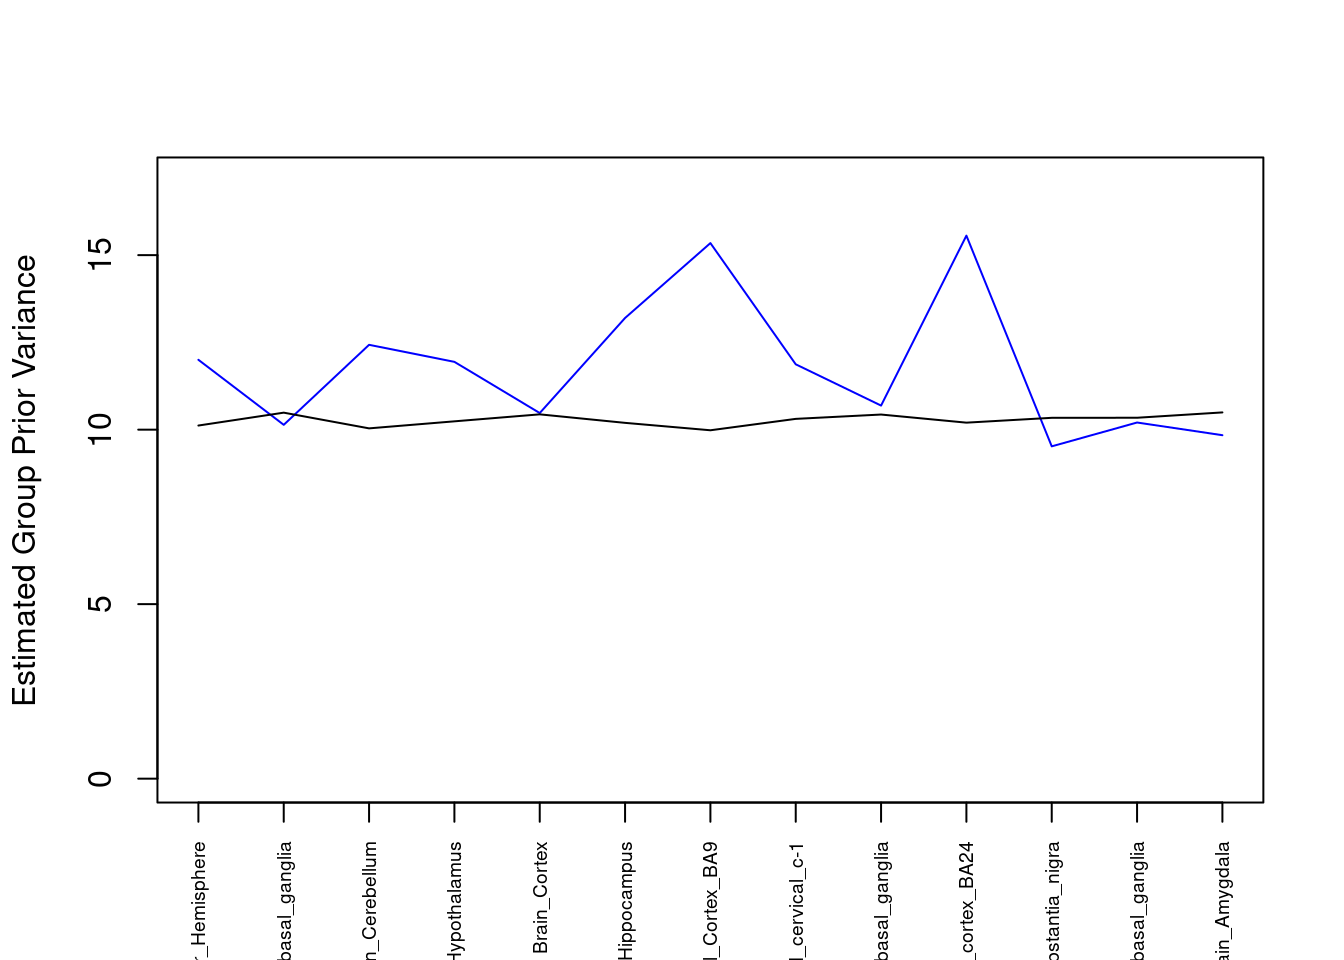 Estimated Group Prior Variance
15
10
5
0
r_Hemisphere
basal_ganglia
n_Cerebellum
Hypothalamus
Brain_Cortex
Hippocampus
l_Cortex_BA9
l_cervical_c-1
basal_ganglia
_cortex_BA24
ostantia_nigra
basal_ganglia
ain_Amygdala